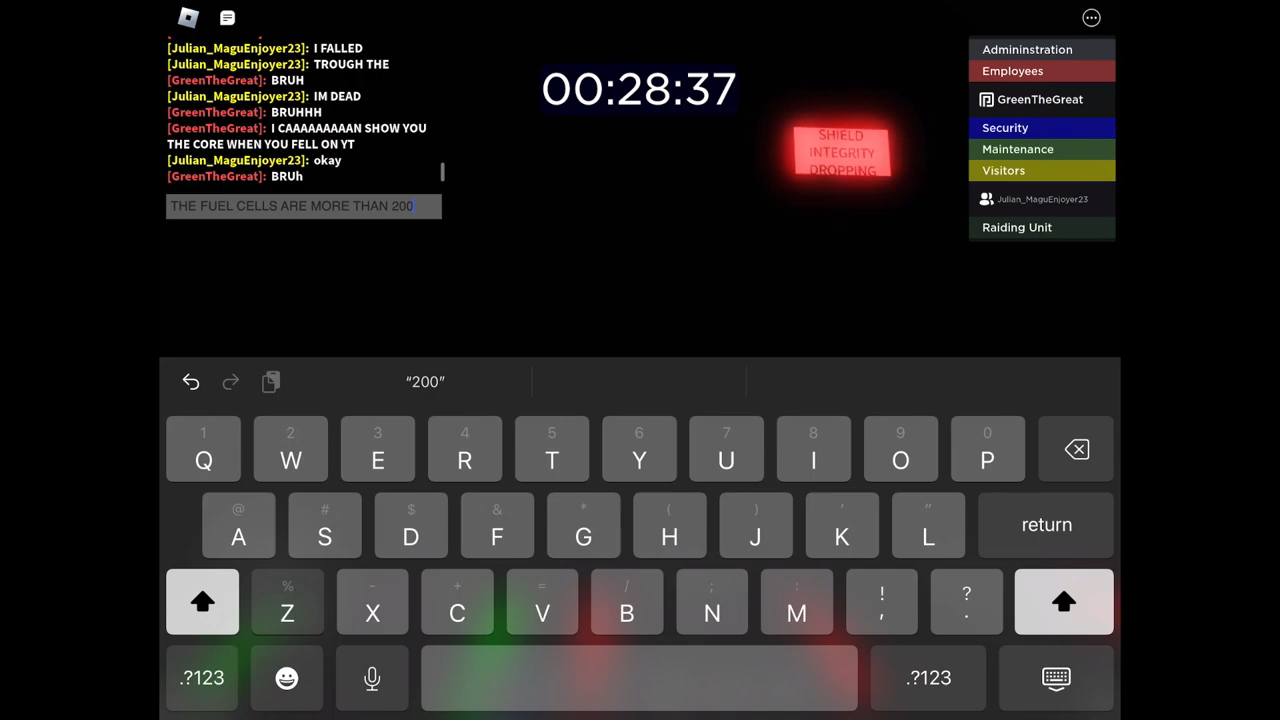 [Julian_MaguEnjoyer23]: I FALLED
[Julian_MaguEnjoyer23]: TROUGH THE
[GreenTheGreat]: BRUH
[Julian_MaguEnjoyer23]: IM DEAD
[GreenTheGreat]: BRUHHH
[GreenTheGreat]: I CAAAAAAAAAN SHOW YOU
THE CORE WHEN YOU FELL ON YT
[Julian_MaguEnjoyer23]: okay
[GreenTheGreat]: BRUh
THE FUEL CELLS ARE MORE THAN 200
00:28:37
SHIELD
INTEGRITY
DROPPING
Admininstration
Employees
GreenTheGreat
Security
Maintenance
Visitors
Julian_MaguEnjoyer23
Raiding Unit
“200”
1 2 3 4 5 6 7 8 9 0
Q W E R T Y U I O P
@ # $ & * ( ) ' "
A S D F G H J K L return
% - + = / ; : ! ?
Z X C V B N M , .
.?123 .?123